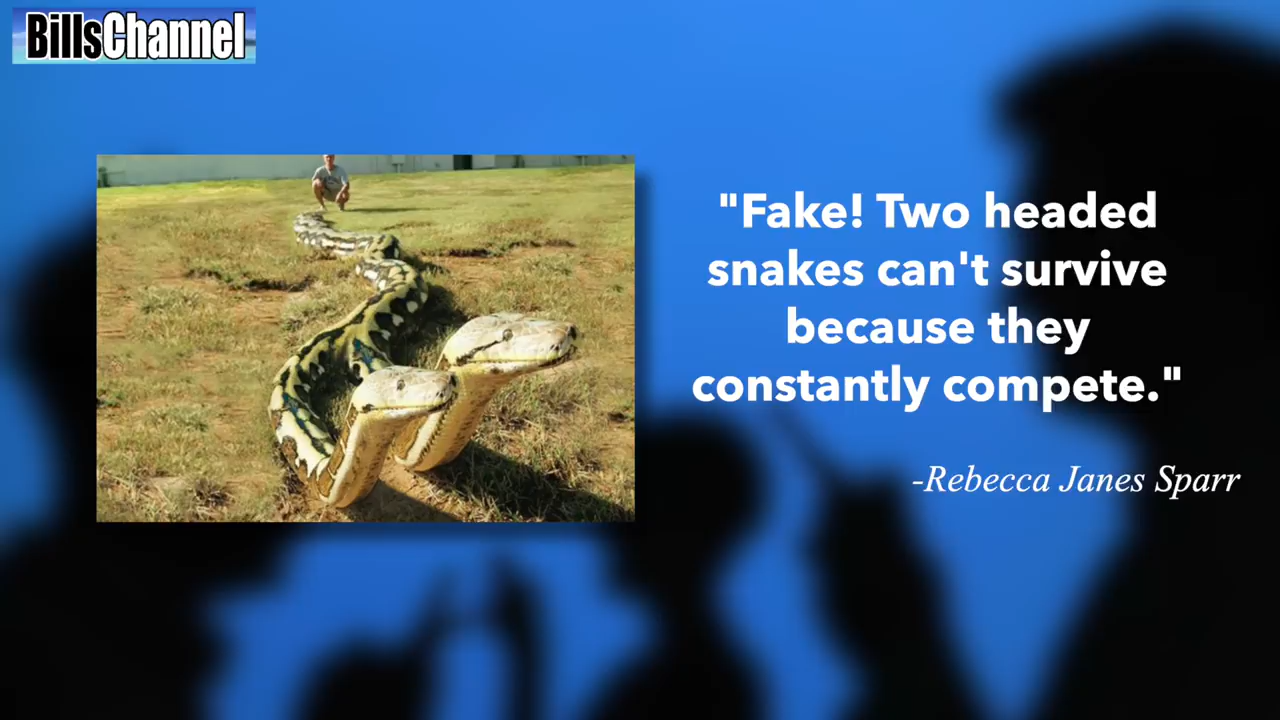 BillsChannel
"Fake! Two headed
snakes can't survive
because they
constantly compete."
-Rebecca Janes Sparr